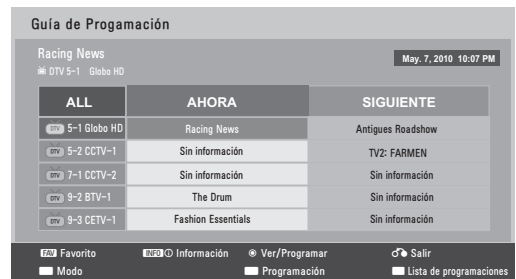 Guía de Progamación
Racing News
DTV 5-1 Globo HD
May. 7, 2010 10:07 PM
ALL AHORA SIGUIENTE
DTV 5-1 Globo HD Racing News Antigues Roadshow
DTV 5-2 CCTV-1 Sin información TV2: FARMEN
DTV 7-1 CCTV-2 Sin información Sin información
DTV 9-2 BTV-1 The Drum Sin información
DTV 9-3 CETV-1 Fashion Essentials Sin información
FAV Favorito INFO i Información Ver/Programar Salir
Modo Programación Lista de programaciones